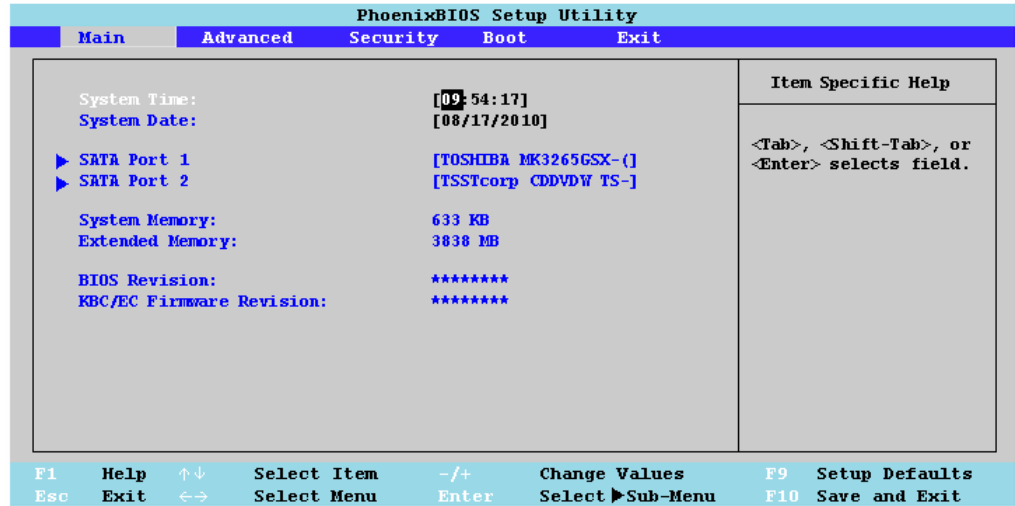 PhoenixBIOS Setup Utility
Main Advanced Security Boot Exit
System Time: [09:54:17]
System Date: [08/17/2010]
SATA Port 1 [TOSHIBA MK3265GSX-(]
SATA Port 2 [TSSTcorp CDDVDW TS-]
System Memory: 633 KB
Extended Memory: 3838 MB
BIOS Revision: ********
KBC/EC Firmware Revision: ********
Item Specific Help
<Tab>, <Shift-Tab>, or
<Enter> selects field.
F1 Help ↑↓ Select Item -/+ Change Values F9 Setup Defaults
Esc Exit ←→ Select Menu Enter Select ▶Sub-Menu F10 Save and Exit